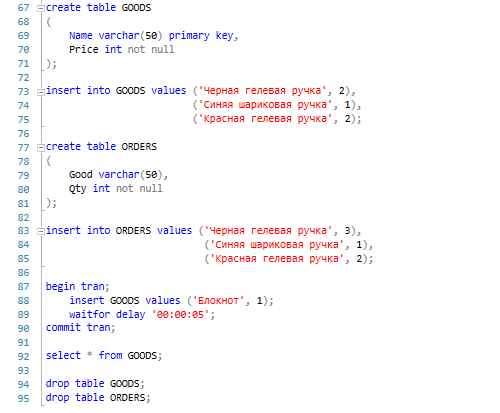 67 create table GOODS
68 (
69     Name varchar(50) primary key,
70     Price int not null
71 );
72
73 insert into GOODS values ('Черная гелевая ручка', 2),
74                          ('Синяя шариковая ручка', 1),
75                          ('Красная гелевая ручка', 2);
76
77 create table ORDERS
78 (
79     Good varchar(50),
80     Qty int not null
81 );
82
83 insert into ORDERS values ('Черная гелевая ручка', 3),
84                           ('Синяя шариковая ручка', 1),
85                           ('Красная гелевая ручка', 2);
86
87 begin tran;
88     insert GOODS values ('Блокнот', 1);
89     waitfor delay '00:00:05';
90 commit tran;
91
92 select * from GOODS;
93
94 drop table GOODS;
95 drop table ORDERS;